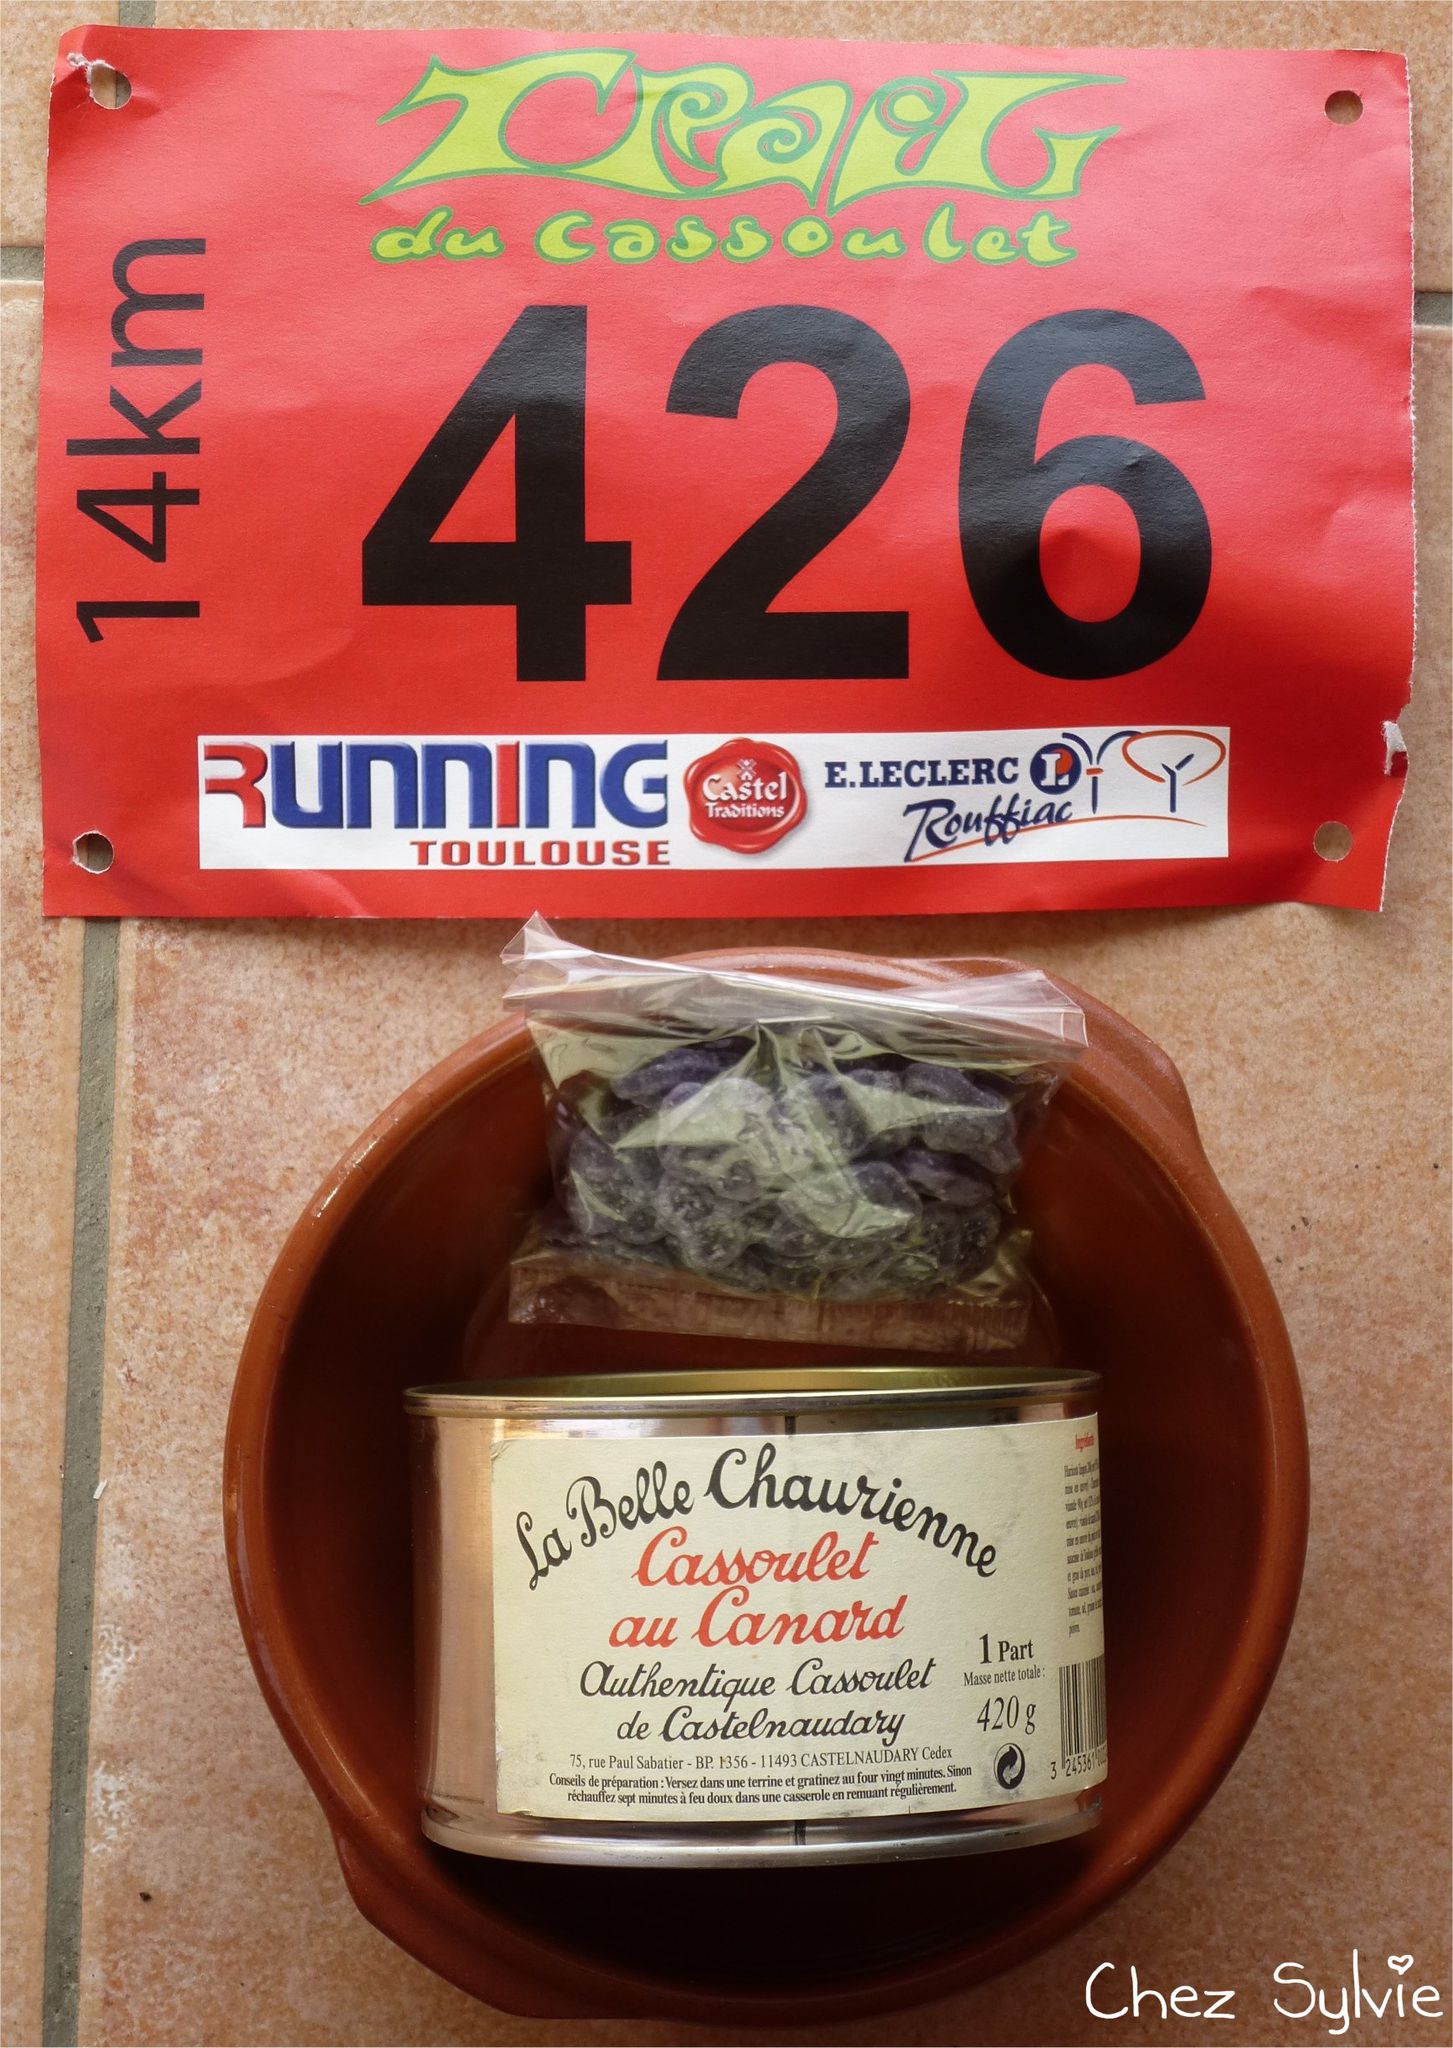 TRAIL
du Cassoulet
14km
426
RUNNING
TOULOUSE
Castel
Traditions
E.LECLERC L
Rouffiac
La Belle Chaurienne
Cassoulet
au Canard
Authentique Cassoulet
de Castelnaudary
1 Part
Masse nette totale :
420 g
75, rue Paul Sabatier - BP. 1356 - 11493 CASTELNAUDARY Cedex
Conseils de préparation : Versez dans une terrine et gratinez au four vingt minutes. Sinon
réchauffez sept minutes à feu doux dans une casserole en remuant régulièrement.
3 245361
Chez Sylvie